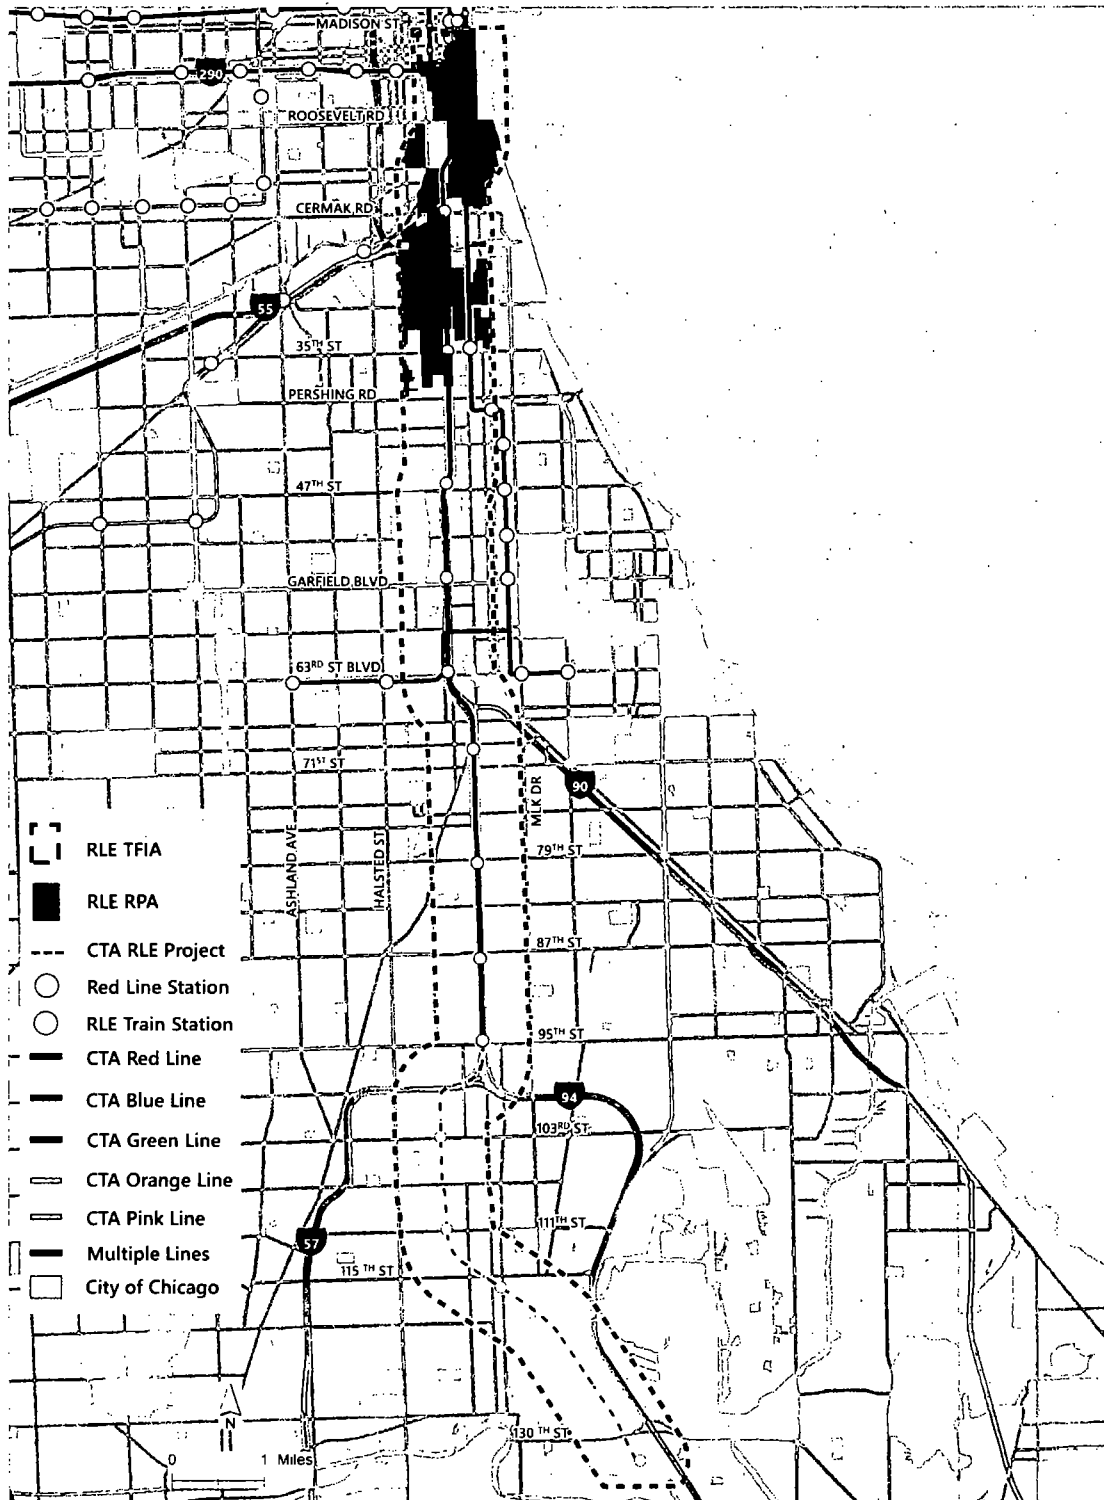 MADISON ST
290
ROOSEVELT RD
CERMAK RD
55
35TH ST
PERSHING RD
47TH ST
GARFIELD BLVD
63RD ST BLVD
71ST ST
90
MLK DR
ASHLAND AVE
HALSTED ST
79TH ST
87TH ST
95TH ST
94
103RD ST
111TH ST
57
115 TH ST
130 TH ST
RLE TFIA
RLE RPA
CTA RLE Project
Red Line Station
RLE Train Station
CTA Red Line
CTA Blue Line
CTA Green Line
CTA Orange Line
CTA Pink Line
Multiple Lines
City of Chicago
N
0 1 Miles